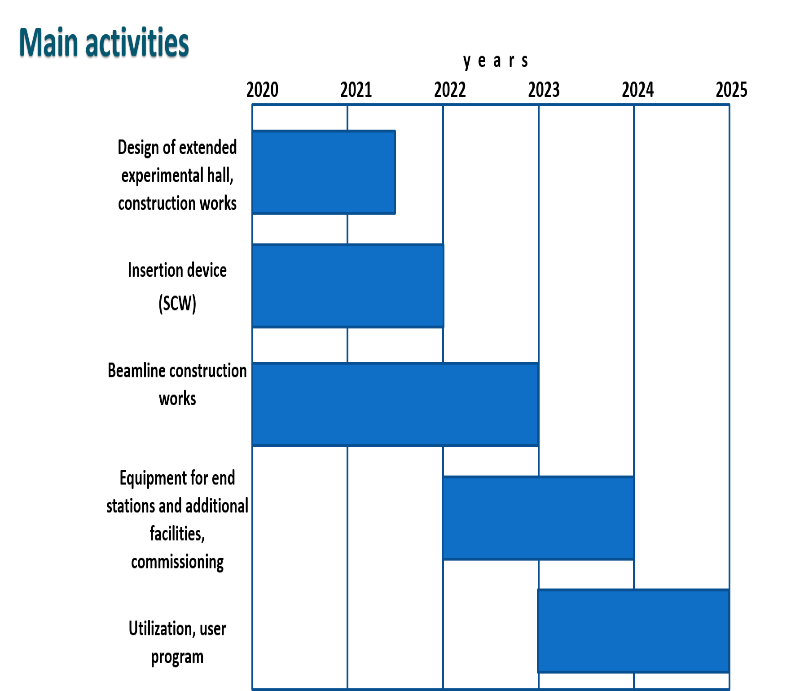 Main activities
years
2020 2021 2022 2023 2024 2025
Design of extended
experimental hall,
construction works
Insertion device
(SCW)
Beamline construction
works
Equipment for end
stations and additional
facilities,
commissioning
Utilization, user
program